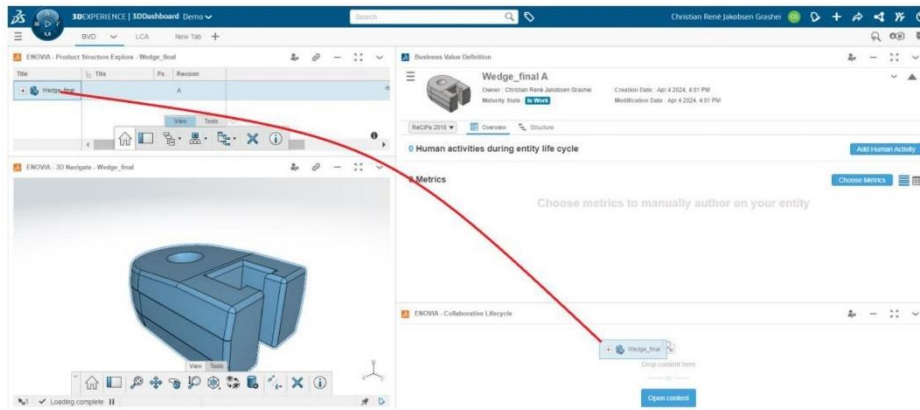 3DEXPERIENCE | 3DDashboard Demo
Search
Christian René Jakobsen Grashei
BVD
LCA
New Tab
ENOVIA - Product Structure Explore - Wedge_final
Title
Title
Revision
Wedge_final
A
View Tools
ENOVIA - 3D Navigate - Wedge_final
View Tools
Loading complete
Business Value Definition
Wedge_final A
Owner : Christian René Jakobsen Grashei
Creation Date : Apr 4 2024, 4:01 PM
Maturity State : In Work
Modification Date : Apr 4 2024, 4:01 PM
ReCiPe 2016
Overview
Structure
0 Human activities during entity life cycle
Add Human Activity
Metrics
Choose Metrics
Choose metrics to manually author on your entity
ENOVIA - Collaborative Lifecycle
Wedge_final
Drop content here
Open content